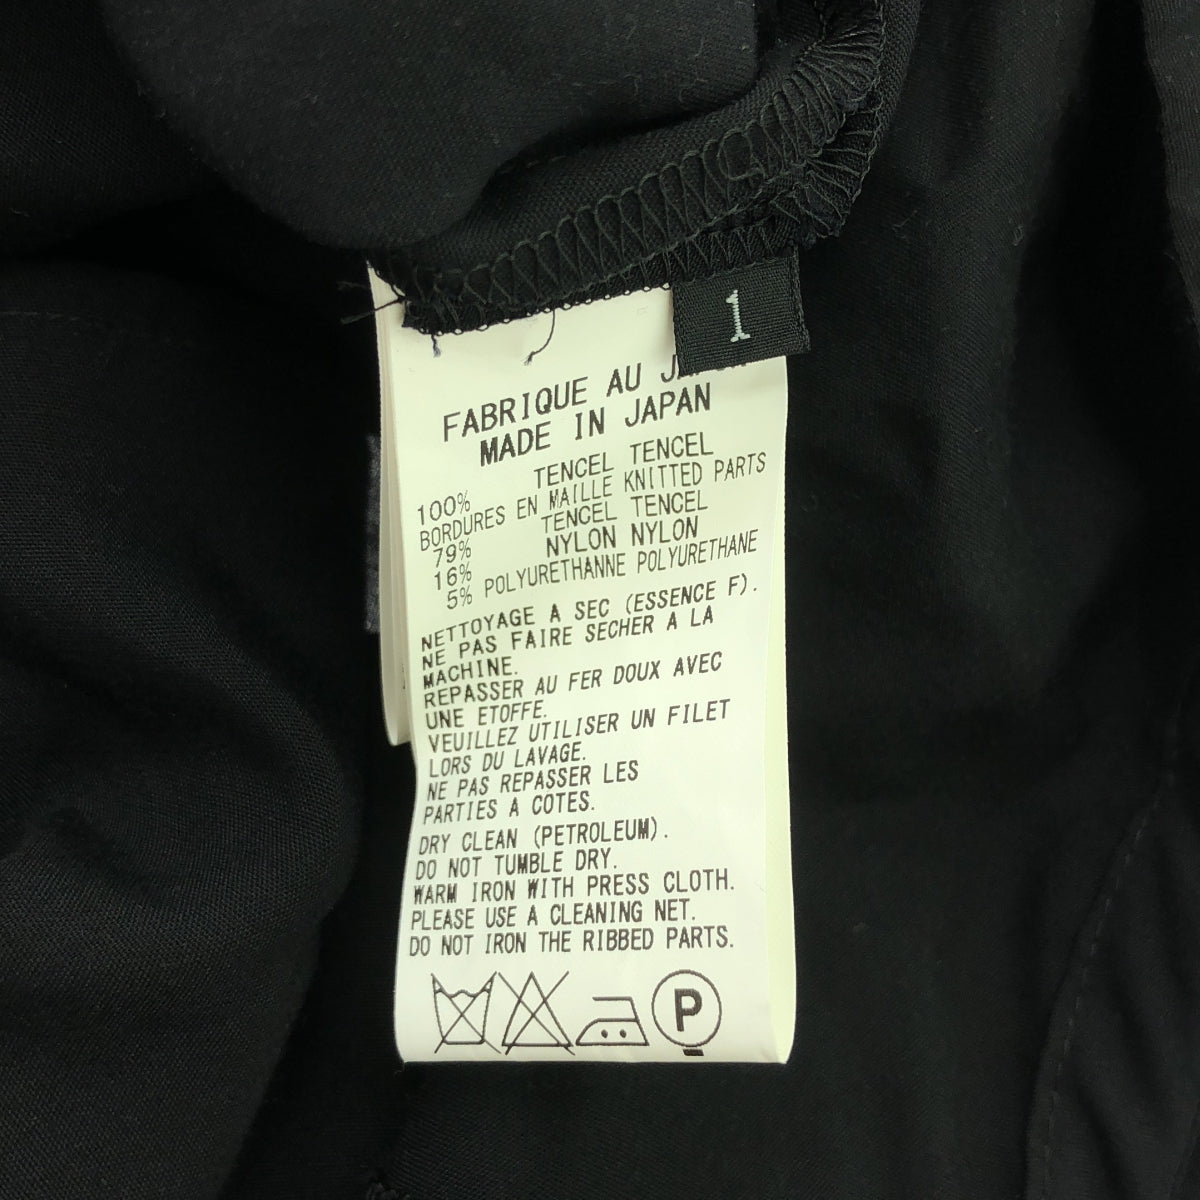 1
FABRIQUE AU
MADE IN JAPAN
100% TENCEL TENCEL
BORDURES EN MAILLE KNITTED PARTS
79% TENCEL TENCEL
16% NYLON NYLON
5% POLYURETHANNE POLYURETHANE
NETTOYAGE A SEC (ESSENCE F).
NE PAS FAIRE SECHER A LA
MACHINE.
REPASSER AU FER DOUX AVEC
UNE ETOFFE.
VEUILLEZ UTILISER UN FILET
LORS DU LAVAGE.
NE PAS REPASSER LES
PARTIES A COTES.
DRY CLEAN (PETROLEUM).
DO NOT TUMBLE DRY.
WARM IRON WITH PRESS CLOTH.
PLEASE USE A CLEANING NET.
DO NOT IRON THE RIBBED PARTS.
P